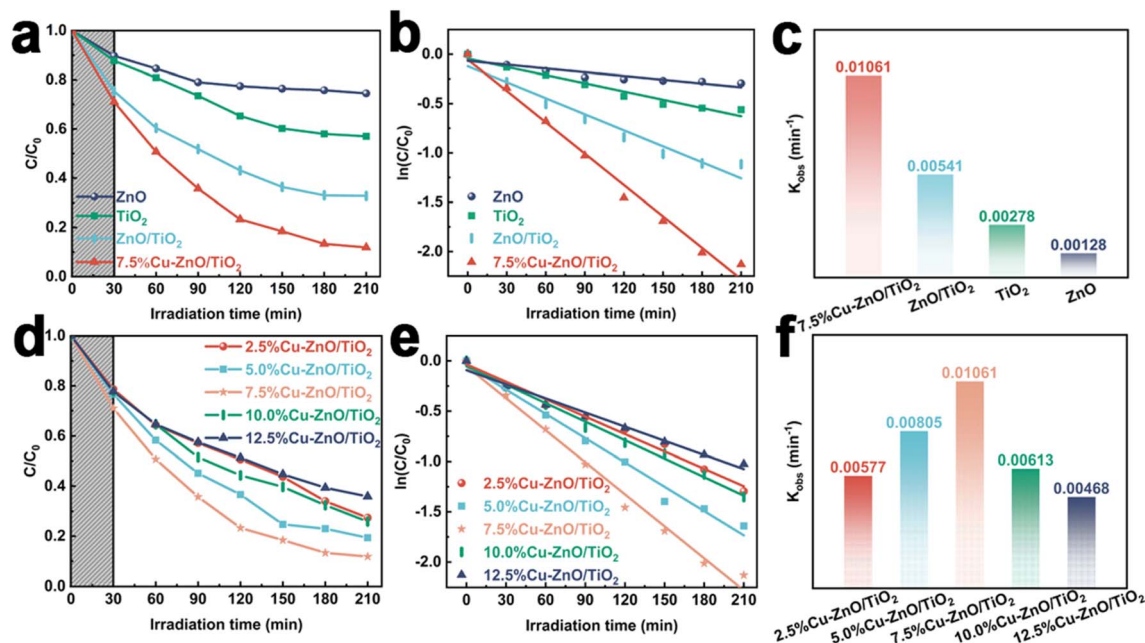 a
C/C₀
1.0
0.8
0.6
0.4
0.2
0.0
ZnO
TiO₂
ZnO/TiO₂
7.5%Cu-ZnO/TiO₂
0 30 60 90 120 150 180 210
Irradiation time (min)
b
ln(C/C₀)
0.0
-0.5
-1.0
-1.5
-2.0
ZnO
TiO₂
ZnO/TiO₂
7.5%Cu-ZnO/TiO₂
0 30 60 90 120 150 180 210
Irradiation time (min)
c
K_obs (min⁻¹)
0.01061
0.00541
0.00278
0.00128
7.5%Cu-ZnO/TiO₂
ZnO/TiO₂
TiO₂
ZnO
d
C/C₀
1.0
0.8
0.6
0.4
0.2
0.0
2.5%Cu-ZnO/TiO₂
5.0%Cu-ZnO/TiO₂
7.5%Cu-ZnO/TiO₂
10.0%Cu-ZnO/TiO₂
12.5%Cu-ZnO/TiO₂
0 30 60 90 120 150 180 210
Irradiation time (min)
e
ln(C/C₀)
0.0
-0.5
-1.0
-1.5
-2.0
2.5%Cu-ZnO/TiO₂
5.0%Cu-ZnO/TiO₂
7.5%Cu-ZnO/TiO₂
10.0%Cu-ZnO/TiO₂
12.5%Cu-ZnO/TiO₂
0 30 60 90 120 150 180 210
Irradiation time (min)
f
K_obs (min⁻¹)
0.00577
0.00805
0.01061
0.00613
0.00468
2.5%Cu-ZnO/TiO₂
5.0%Cu-ZnO/TiO₂
7.5%Cu-ZnO/TiO₂
10.0%Cu-ZnO/TiO₂
12.5%Cu-ZnO/TiO₂